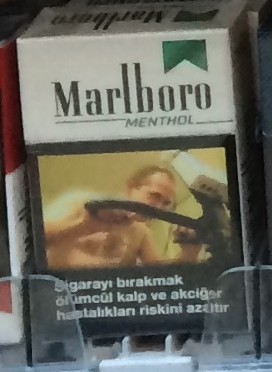 Marlboro
MENTHOL
Sigarayı bırakmak
ölümcül kalp ve akciğer
hastalıkları riskini azaltır